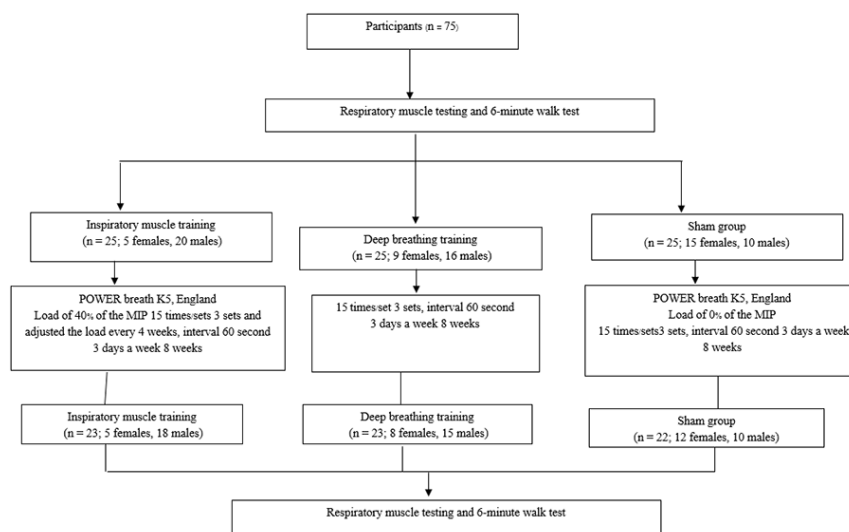 Participants (n = 75)
Respiratory muscle testing and 6-minute walk test
Inspiratory muscle training
(n = 25; 5 females, 20 males)
Deep breathing training
(n = 25; 9 females, 16 males)
Sham group
(n = 25; 15 females, 10 males)
POWER breath K5, England
Load of 40% of the MIP 15 times/sets 3 sets and
adjusted the load every 4 weeks, interval 60 second
3 days a week 8 weeks
15 times/set 3 sets, interval 60 second
3 days a week 8 weeks
POWER breath K5, England
Load of 0% of the MIP
15 times/sets3 sets, interval 60 second 3 days a week
8 weeks
Inspiratory muscle training
(n = 23; 5 females, 18 males)
Deep breathing training
(n = 23; 8 females, 15 males)
Sham group
(n = 22; 12 females, 10 males)
Respiratory muscle testing and 6-minute walk test